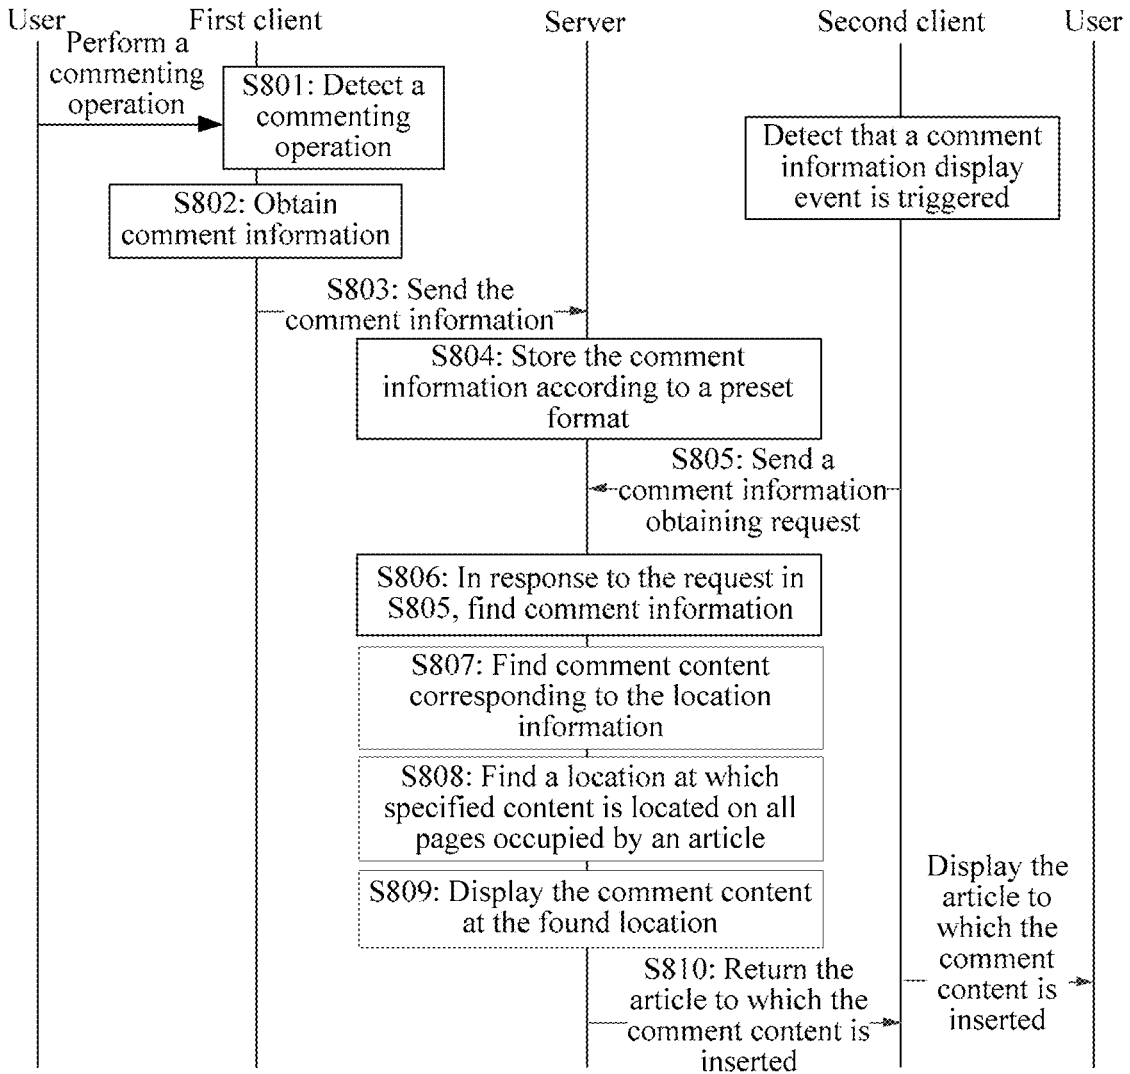 User
First client
Server
Second client
User
Perform a
commenting
operation
S801: Detect a
commenting
operation
Detect that a comment
information display
event is triggered
S802: Obtain
comment information
S803: Send the
comment information
S804: Store the comment
information according to a preset
format
S805: Send a
comment information
obtaining request
S806: In response to the request in
S805, find comment information
S807: Find comment content
corresponding to the location
information
S808: Find a location at which
specified content is located on all
pages occupied by an article
S809: Display the comment content
at the found location
Display the
article to
which the
comment
content is
inserted
S810: Return the
article to which the
comment content is
inserted